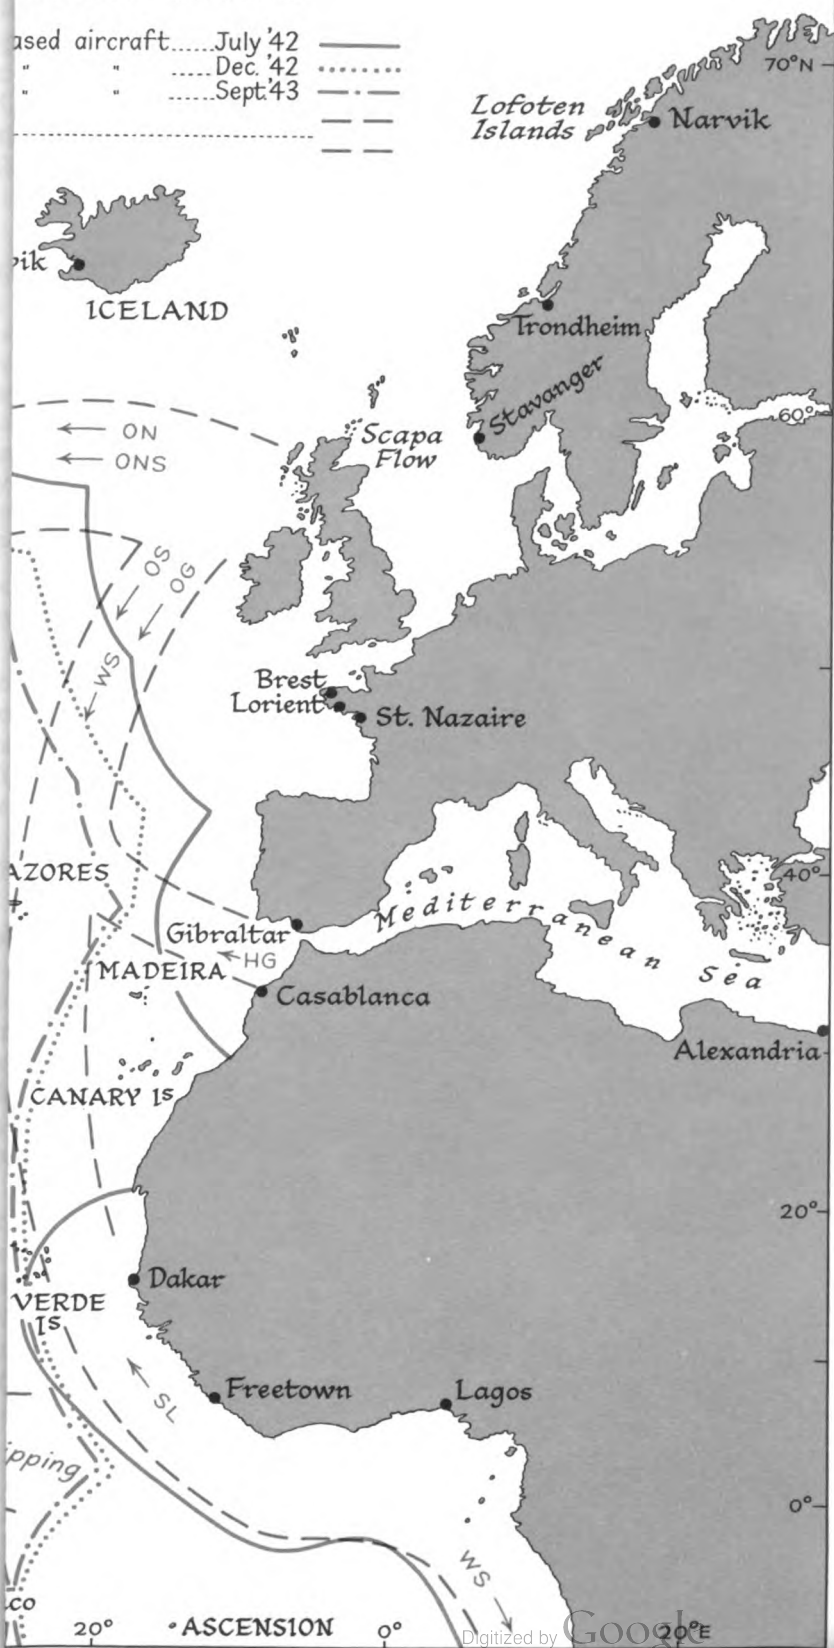 ased aircraft......July '42
" " ......Dec. '42
" " ......Sept.'43
70°N
Lofoten
Islands
Narvik
vik
ICELAND
Trondheim
Stavanger
60°
Scapa
Flow
ON
ONS
OS
OG
WS
Brest
Lorient
St. Nazaire
AZORES
40°
Mediterranean Sea
Gibraltar
HG
MADEIRA
Casablanca
Alexandria
CANARY Is
20°
Dakar
VERDE
Is
SL
Freetown
Lagos
ipping
0°
WS
co
20°
ASCENSION
0°
20°E
Digitized by Google